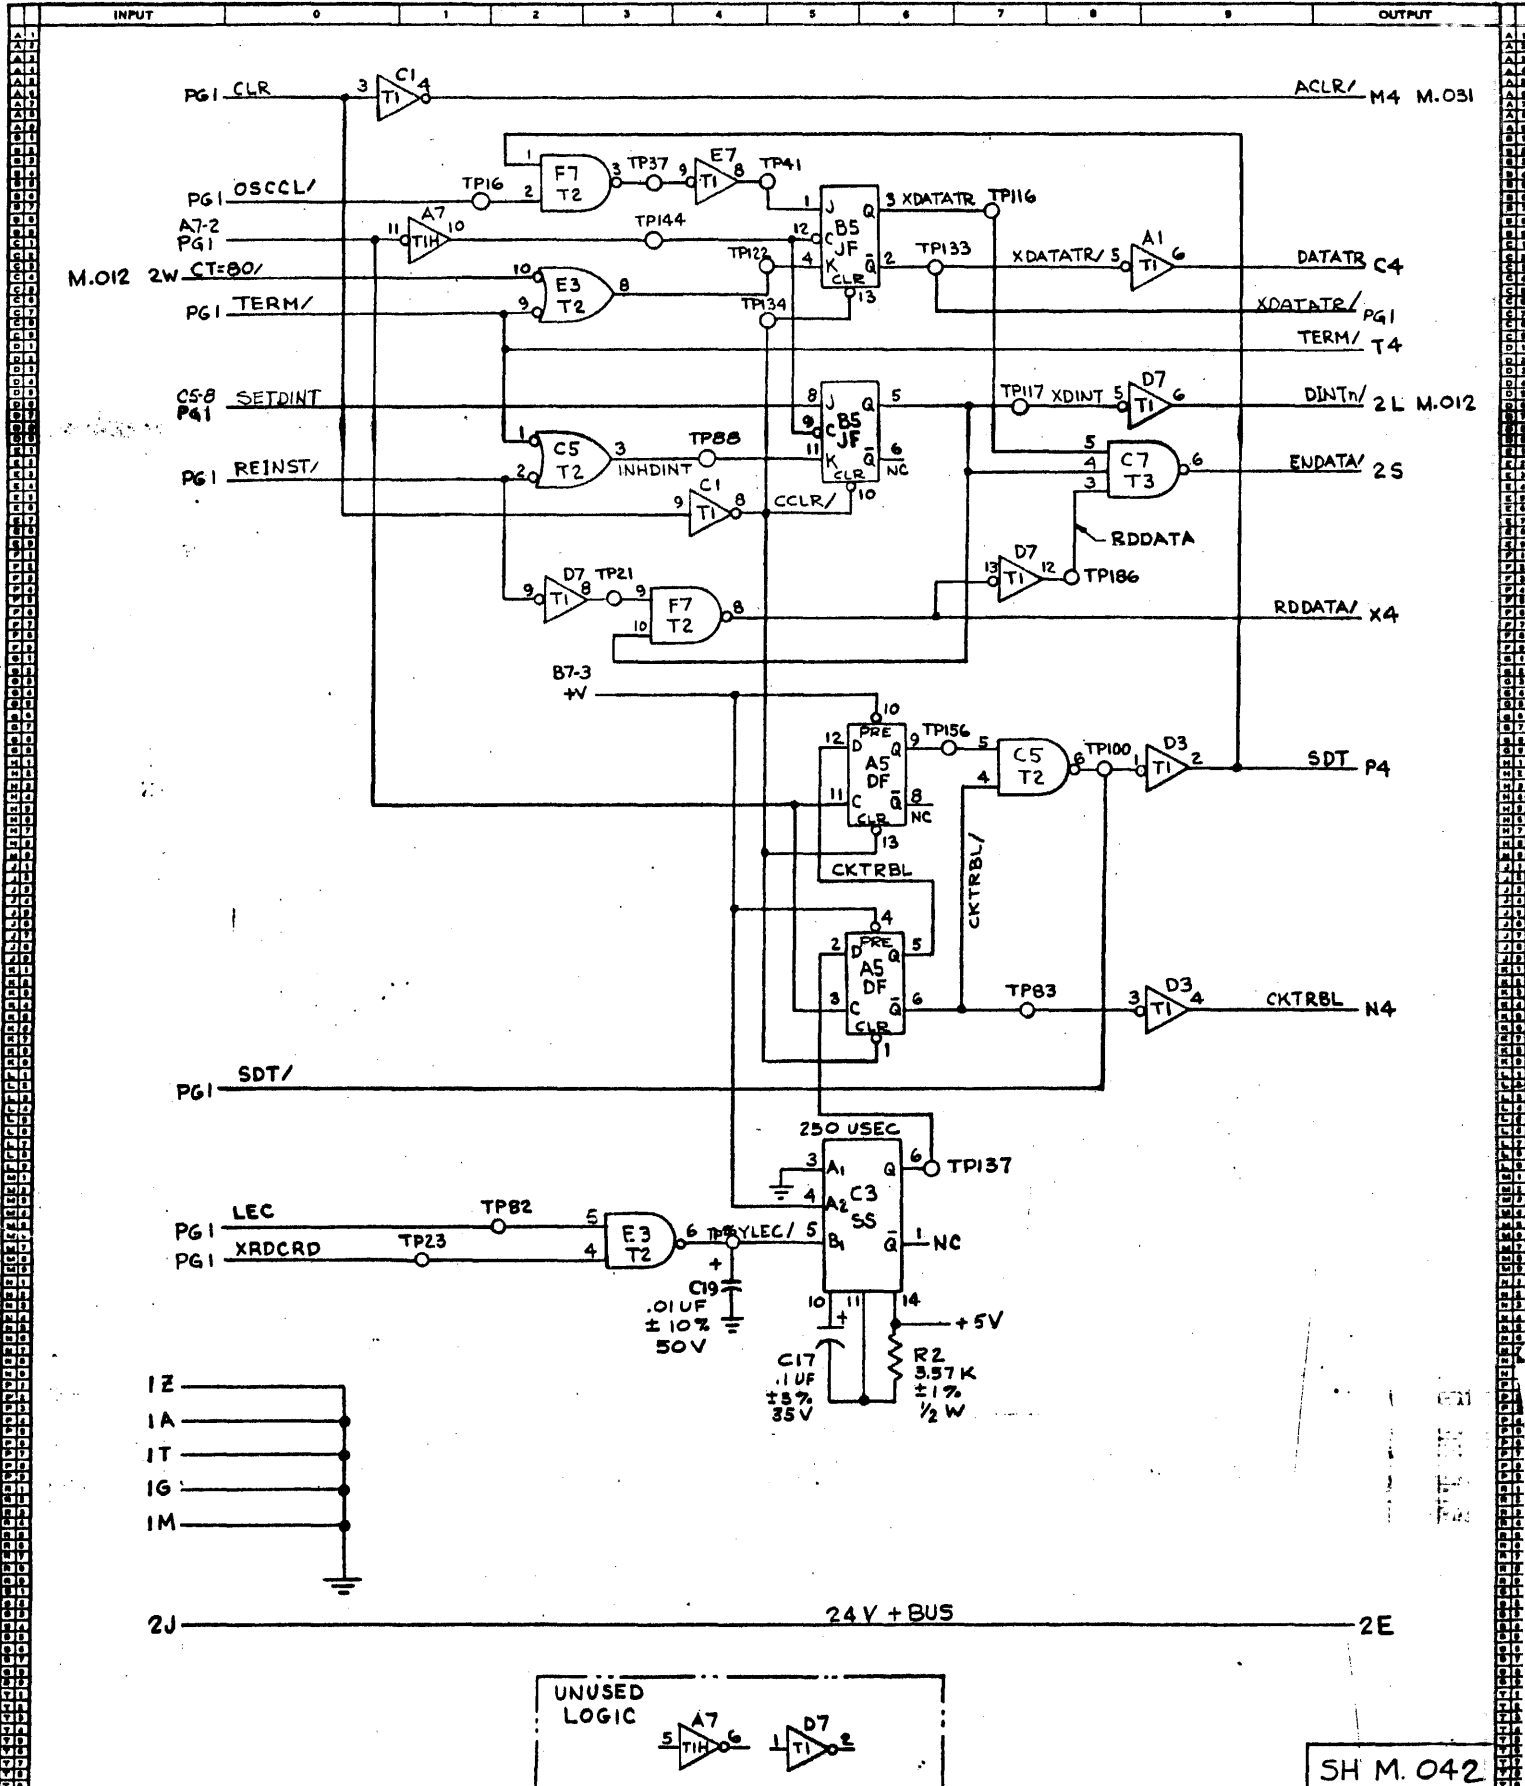 INPUT 0 1 2 3 4 5 6 7 8 9 OUTPUT
PG1 CLR 3 C1 T1 4 ACLR/ M4 M.031
PG1 OSCCL/ TP16 1 2 F7 T2 3 TP37 9 E7 T1 8 TP41
A7-2 PG1 11 A7 T1H 10 TP144
1 J Q 3 XDATATR TP116
12 C B5 JF
4 K Q̅ 2 TP133 XDATATR/ 5 A1 T1 6 DATATR C4
CLR 13
M.012 2W CT=80/ 10 E3 T2 8 TP122
PG1 TERM/ 9
TP134
XDATATR/ PG1
TERM/ T4
C5-8 PG1 SETDINT 8 J Q 5 TP117 XDINT 5 D7 T1 6 DINTn/ 2L M.012
9 C B5 JF
1 2 C5 T2 3 INHDINT TP88 11 K Q̅ 6 NC
CLR 10
PG1 REINST/
5 4 3 C7 T3 6 ENDATA/ 2S
9 C1 T1 8 CCLR/
RDDATA
9 D7 T1 8 TP21 9 10 F7 T2 8
13 D7 T1 12 TP186
RDDATA/ X4
B7-3
+V
10
12 D PRE Q 9 TP156 5 4 C5 T2 6 TP100 1 D3 T1 2 SDT P4
A5 DF
11 C Q̅ 8 NC
CLR 13
CKTRBL
CKTRBL/
4
2 D PRE Q 5
A5 DF
3 C Q̅ 6 TP83 3 D3 T1 4 CKTRBL N4
CLR 1
PG1 SDT/
250 USEC
3 A1 Q 6 TP137
4 A2 C3 SS
PG1 LEC TP82 5
PG1 XRDCRD TP23 4 E3 T2 6 YLEC/ 5 B1 Q̅ 1 NC
+
C19
.01UF
±10%
50V
10 11 14
+ +5V
C17
.1UF
±5%
35V
R2
3.57K
±1%
1/2 W
1Z
1A
1T
1G
1M
2J 24V + BUS 2E
UNUSED
LOGIC
5 A7 T1H 6 1 D7 T1 2
SH M. 042